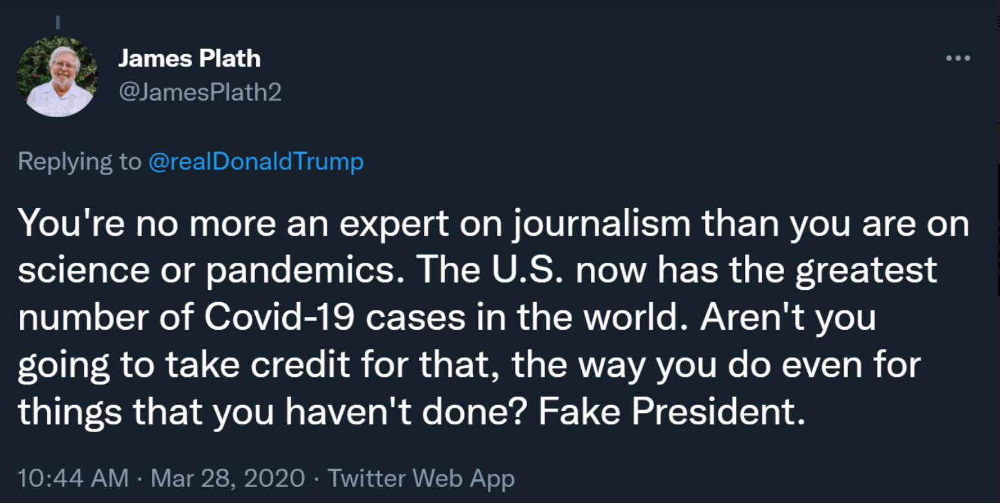 James Plath
@JamesPlath2
Replying to @realDonaldTrump
You're no more an expert on journalism than you are on
science or pandemics. The U.S. now has the greatest
number of Covid-19 cases in the world. Aren't you
going to take credit for that, the way you do even for
things that you haven't done? Fake President.
10:44 AM · Mar 28, 2020 · Twitter Web App